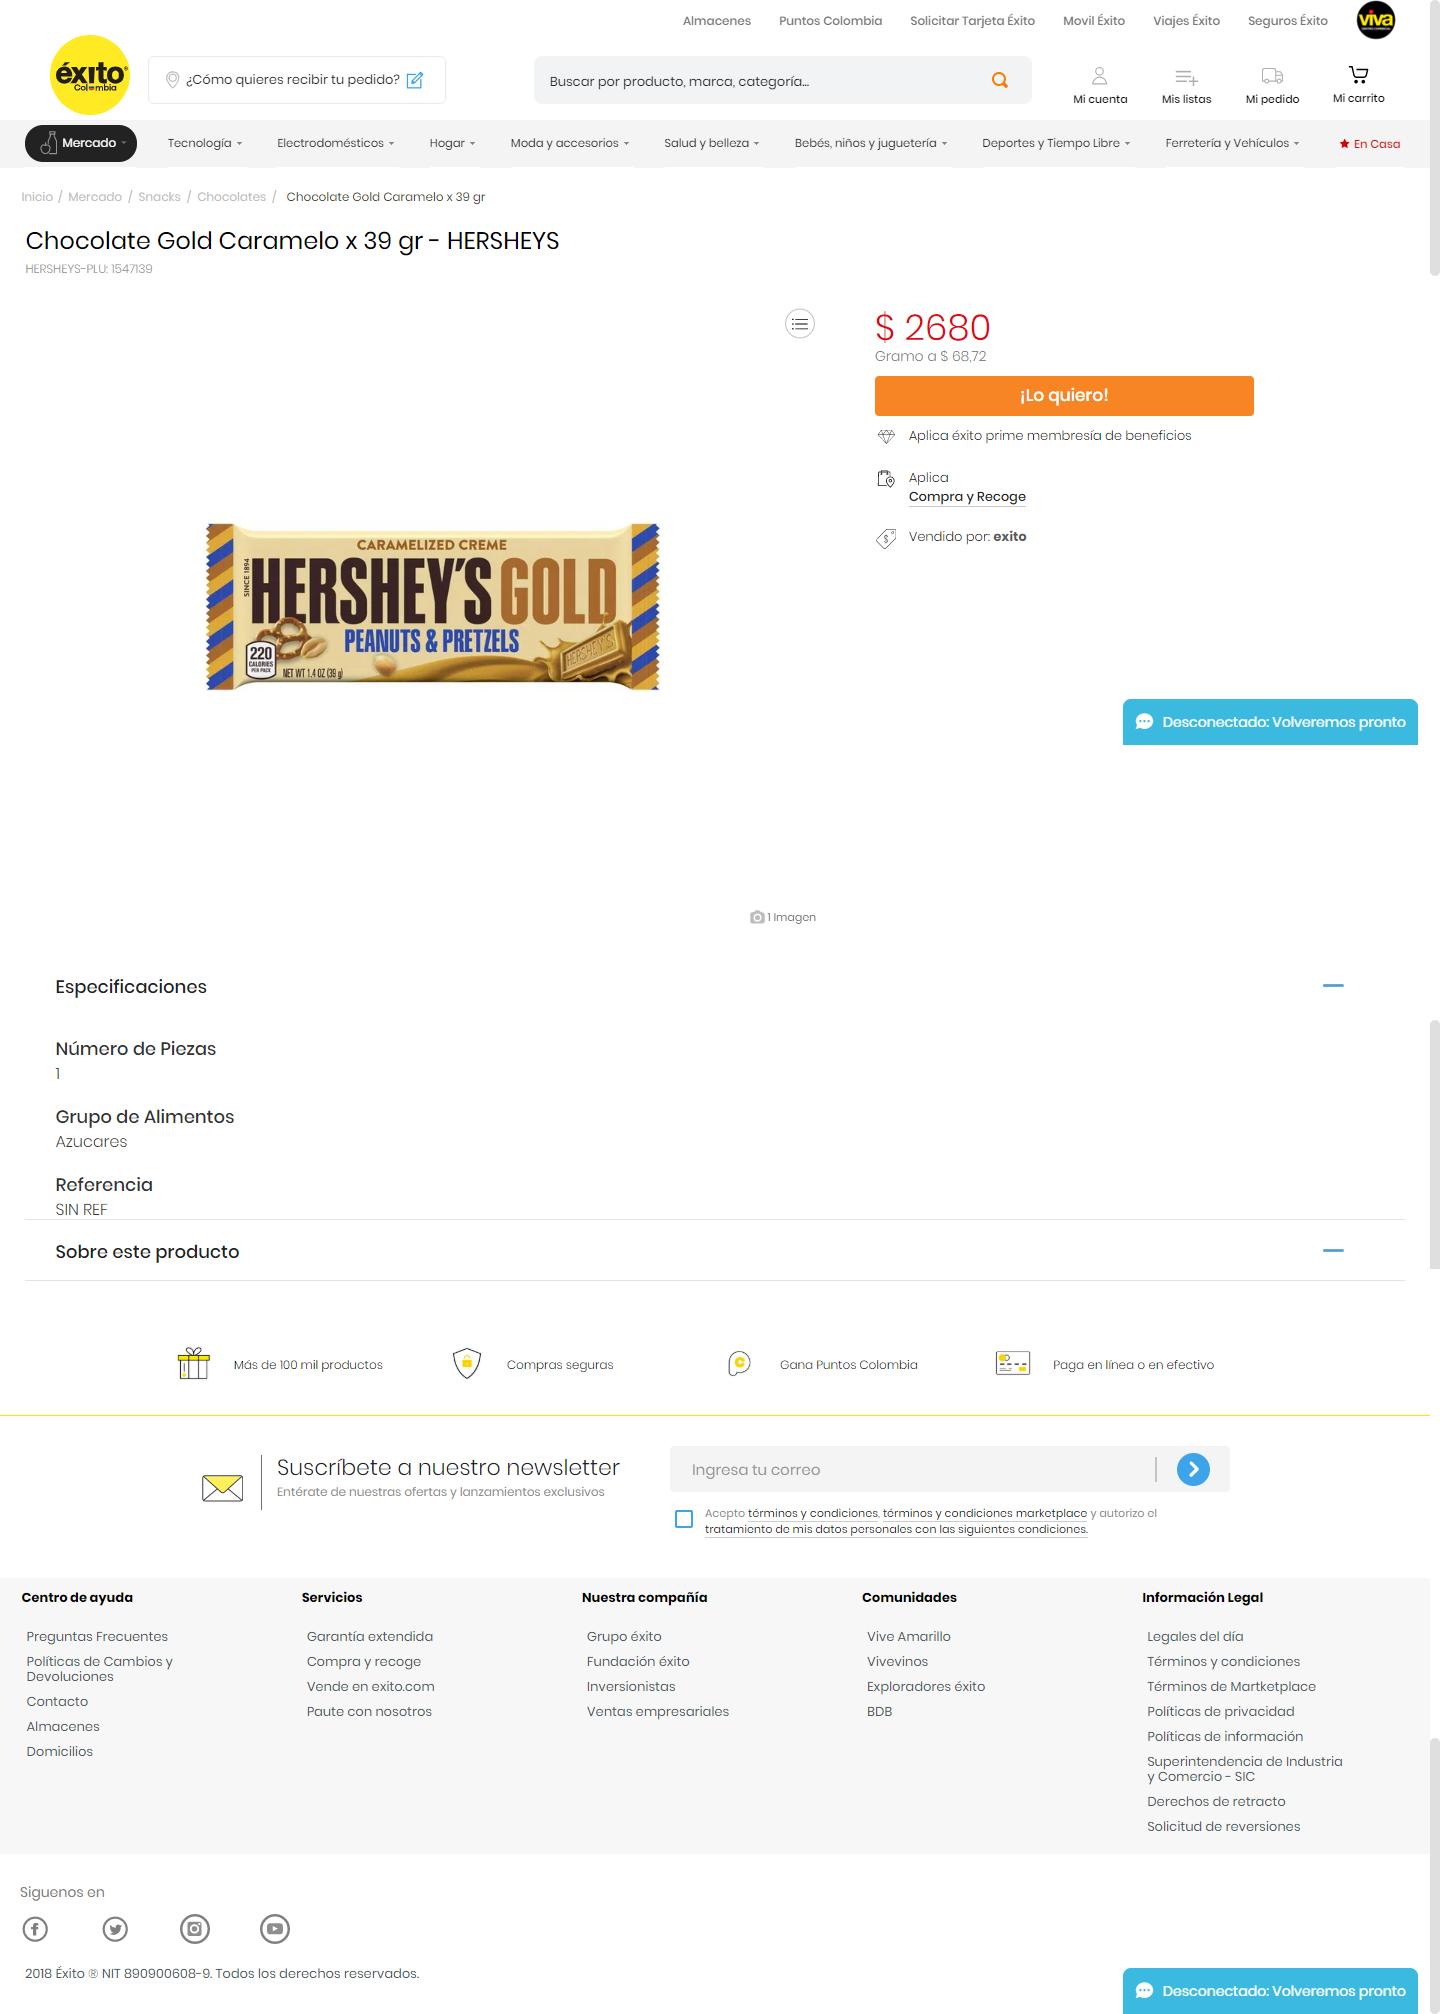 Almacenes Puntos Colombia Solicitar Tarjeta Éxito Movil Éxito Viajes Éxito Seguros Éxito viva
éxito
Colombia
¿Cómo quieres recibir tu pedido?
Buscar por producto, marca, categoría...
Mi cuenta Mis listas Mi pedido Mi carrito
Mercado Tecnología Electrodomésticos Hogar Moda y accesorios Salud y belleza Bebés, niños y juguetería Deportes y Tiempo Libre Ferretería y Vehículos En Casa
Inicio / Mercado / Snacks / Chocolates / Chocolate Gold Caramelo x 39 gr
Chocolate Gold Caramelo x 39 gr - HERSHEYS
HERSHEYS-PLU: 1547139
$ 2680
Gramo a $ 68,72
¡Lo quiero!
Aplica éxito prime membresía de beneficios
Aplica
Compra y Recoge
Vendido por: exito
CARAMELIZED CREME
SINCE 1894
HERSHEY'S GOLD
PEANUTS & PRETZELS
220
CALORIES
PER PACK
NET WT 1.4 OZ (39 g)
HERSHEY'S
Desconectado: Volveremos pronto
1 Imagen
Especificaciones
Número de Piezas
1
Grupo de Alimentos
Azucares
Referencia
SIN REF
Sobre este producto
Más de 100 mil productos Compras seguras Gana Puntos Colombia Paga en línea o en efectivo
Suscríbete a nuestro newsletter
Entérate de nuestras ofertas y lanzamientos exclusivos
Ingresa tu correo
Acepto términos y condiciones, términos y condiciones marketplace y autorizo el
tratamiento de mis datos personales con las siguientes condiciones.
Centro de ayuda
Preguntas Frecuentes
Políticas de Cambios y
Devoluciones
Contacto
Almacenes
Domicilios
Servicios
Garantía extendida
Compra y recoge
Vende en exito.com
Paute con nosotros
Nuestra compañía
Grupo éxito
Fundación éxito
Inversionistas
Ventas empresariales
Comunidades
Vive Amarillo
Vivevinos
Exploradores éxito
BDB
Información Legal
Legales del día
Términos y condiciones
Términos de Martketplace
Políticas de privacidad
Políticas de información
Superintendencia de Industria
y Comercio - SIC
Derechos de retracto
Solicitud de reversiones
Siguenos en
2018 Éxito ® NIT 890900608-9. Todos los derechos reservados.
Desconectado: Volveremos pronto